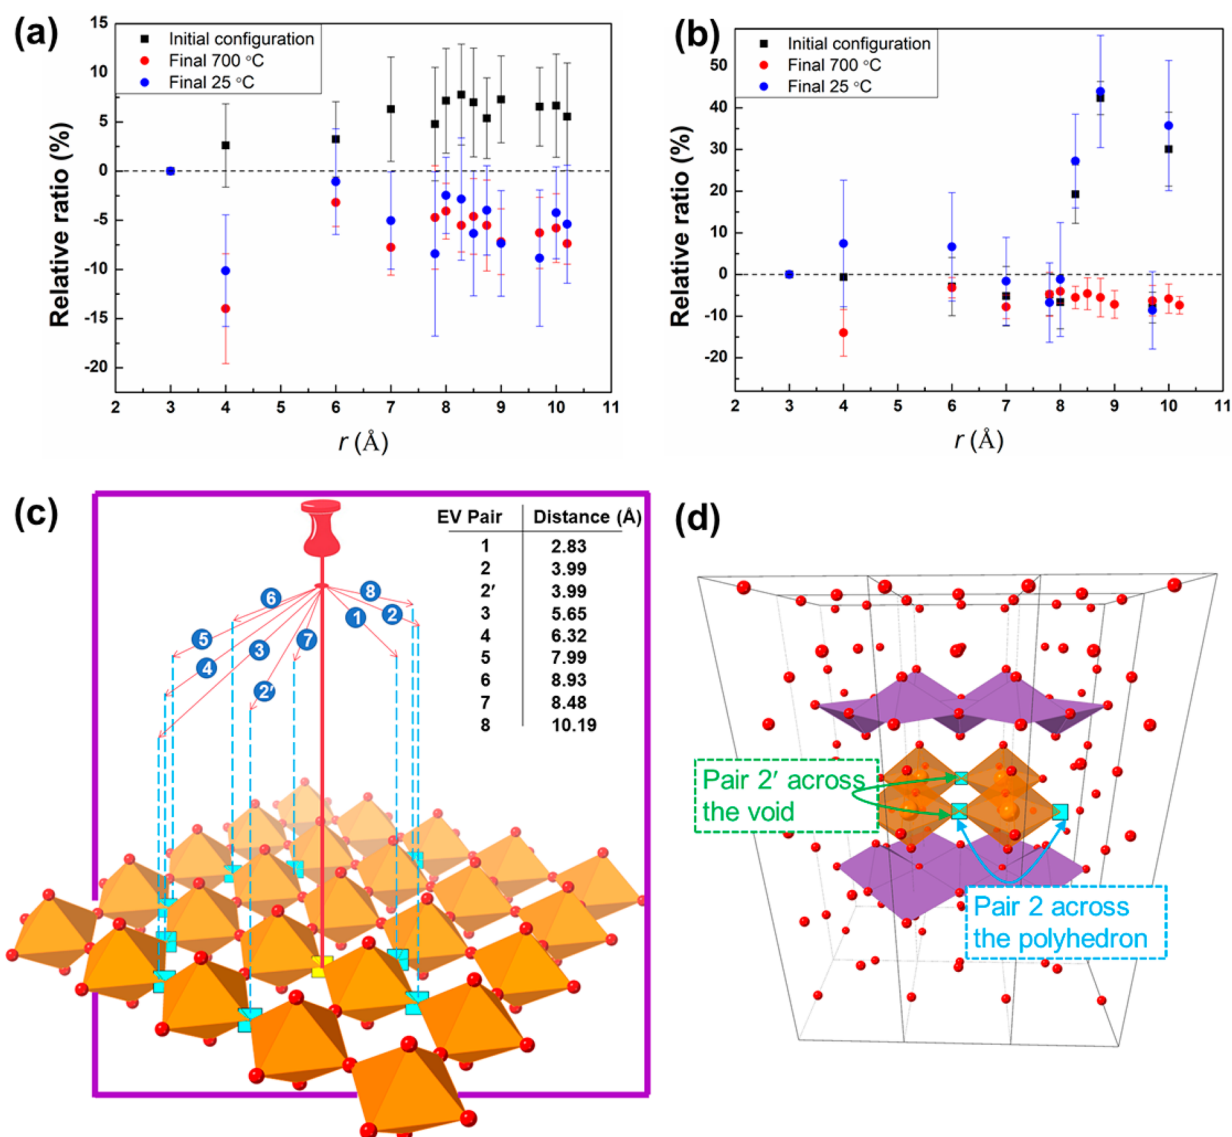 (a)
Initial configuration
Final 700 °C
Final 25 °C
Relative ratio (%)
15
10
5
0
-5
-10
-15
-20
2 3 4 5 6 7 8 9 10 11
r (Å)
(b)
Initial configuration
Final 700 °C
Final 25 °C
Relative ratio (%)
50
40
30
20
10
0
-10
-20
2 3 4 5 6 7 8 9 10 11
r (Å)
(c)
EV Pair Distance (Å)
1 2.83
2 3.99
2′ 3.99
3 5.65
4 6.32
5 7.99
6 8.93
7 8.48
8 10.19
6
8
5
1
2
4
3
7
2′
(d)
Pair 2′ across
the void
Pair 2 across
the polyhedron